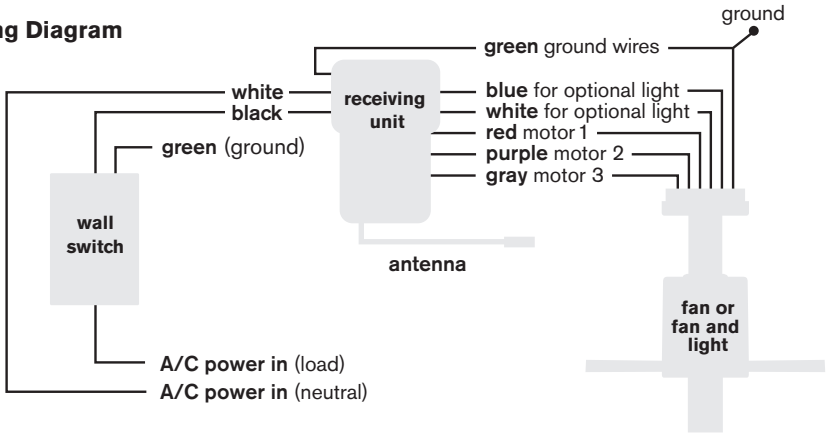 ng Diagram
ground
green ground wires
white
black
green (ground)
receiving
unit
blue for optional light
white for optional light
red motor 1
purple motor 2
gray motor 3
wall
switch
antenna
fan or
fan and
light
A/C power in (load)
A/C power in (neutral)